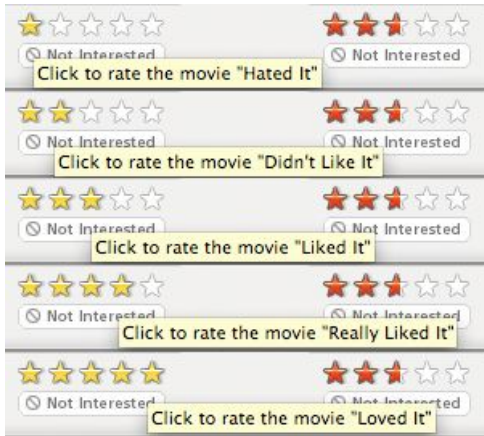 Not Interested Not Interested
Click to rate the movie "Hated It"
Not Interested Not Interested
Click to rate the movie "Didn't Like It"
Not Interested Not Interested
Click to rate the movie "Liked It"
Not Interested Not Interested
Click to rate the movie "Really Liked It"
Not Interested Not Interested
Click to rate the movie "Loved It"